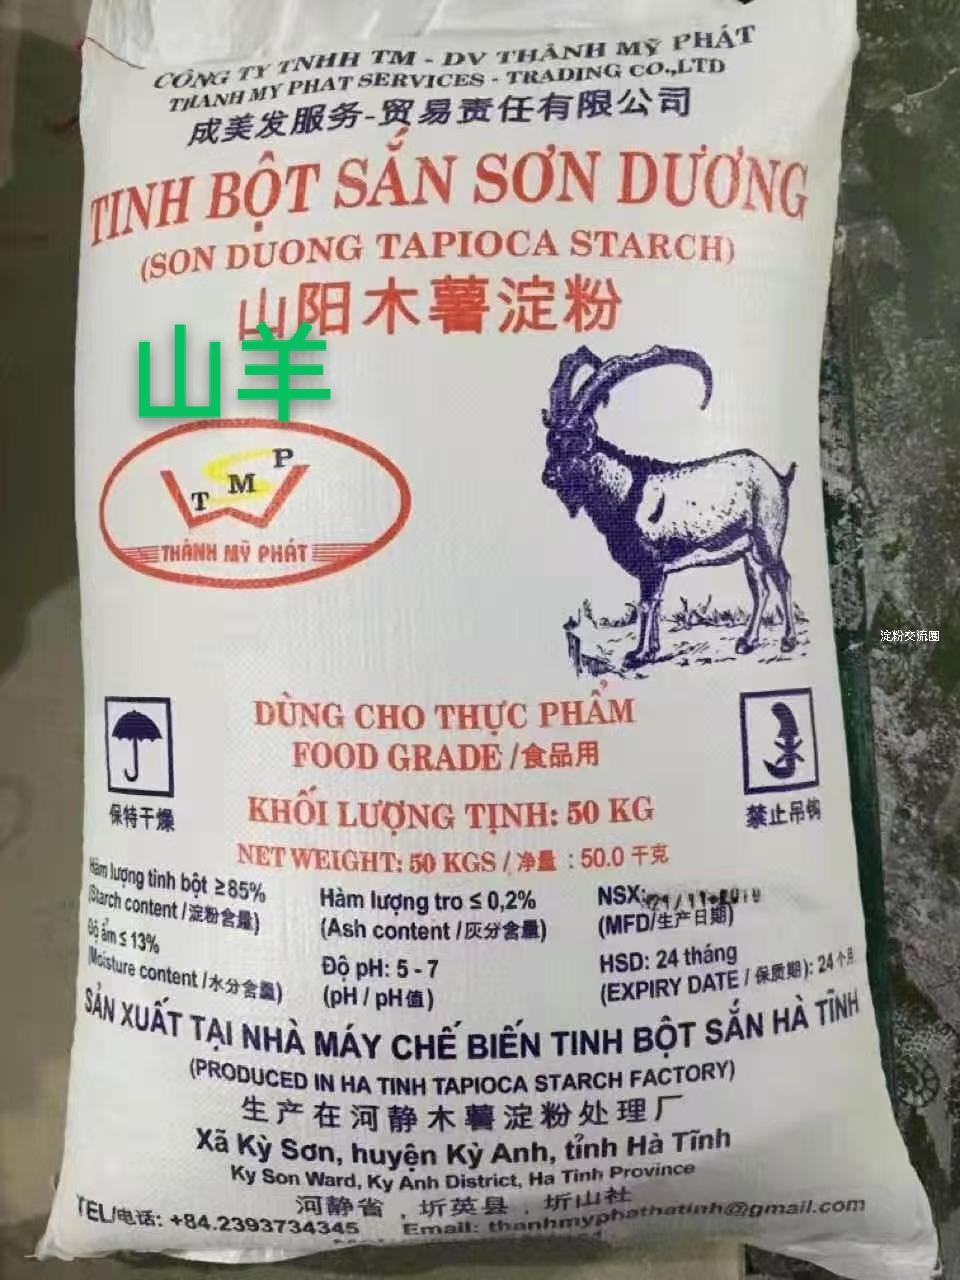 CÔNG TY TNHH TM - DV THÀNH MỸ PHÁT
THANH MY PHAT SERVICES - TRADING CO.,LTD
成美发服务-贸易责任有限公司
TINH BỘT SẮN SƠN DƯƠNG
(SON DUONG TAPIOCA STARCH)
山阳木薯淀粉
山羊
T M P
THÀNH MỸ PHÁT
淀粉交流圈
DÙNG CHO THỰC PHẨM
FOOD GRADE /食品用
保特干燥
禁止吊钩
KHỐI LƯỢNG TỊNH: 50 KG
NET WEIGHT: 50 KGS / 净量 : 50.0 千克
Hàm lượng tinh bột ≥85%
(Starch content /淀粉含量)
Độ ẩm ≤ 13%
(Moisture content /水分含量)
Hàm lượng tro ≤ 0,2%
(Ash content /灰分含量)
Độ pH: 5 - 7
(pH / pH值)
NSX:
(MFD/生产日期)
HSD: 24 tháng
(EXPIRY DATE / 保质期): 24个月
SẢN XUẤT TẠI NHÀ MÁY CHẾ BIẾN TINH BỘT SẮN HÀ TĨNH
(PRODUCED IN HA TINH TAPIOCA STARCH FACTORY)
生产在河静木薯淀粉处理厂
Xã Kỳ Sơn, huyện Kỳ Anh, tỉnh Hà Tĩnh
Ky Son Ward, Ky Anh District, Ha Tinh Province
河静省 , 圻英县 , 圻山社
TEL/电话: +84.2393734345 Email: thanhmyphathatinh@gmail.com